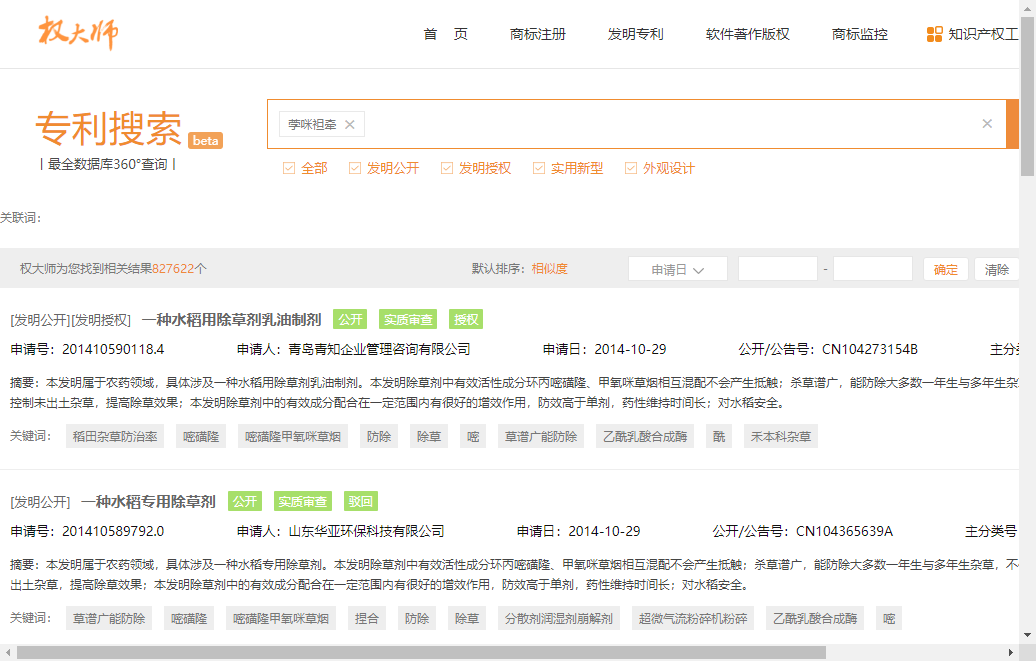 权大师
首 页 商标注册 发明专利 软件著作版权 商标监控 知识产权工
专利搜索 beta
丨最全数据库360°查询丨
孛咪袓牵 × ×
全部 发明公开 发明授权 实用新型 外观设计
关联词:
权大师为您找到相关结果827622个 默认排序: 相似度 申请日 - 确定 清除
[发明公开][发明授权] 一种水稻用除草剂乳油制剂 公开 实质审查 授权
申请号: 201410590118.4 申请人: 青岛青知企业管理咨询有限公司 申请日: 2014-10-29 公开/公告号: CN104273154B 主分
摘要: 本发明属于农药领域，具体涉及一种水稻用除草剂乳油制剂。本发明除草剂中有效活性成分环丙嘧磺隆、甲氧咪草烟相互混配不会产生抵触；杀草谱广，能防除大多数一年生与多年生杂
控制未出土杂草，提高除草效果；本发明除草剂中的有效成分配合在一定范围内有很好的增效作用，防效高于单剂，药性维持时间长；对水稻安全。
关键词: 稻田杂草防治率 嘧磺隆 嘧磺隆甲氧咪草烟 防除 除草 嘧 草谱广能防除 乙酰乳酸合成酶 酰 禾本科杂草
[发明公开] 一种水稻专用除草剂 公开 实质审查 驳回
申请号: 201410589792.0 申请人: 山东华亚环保科技有限公司 申请日: 2014-10-29 公开/公告号: CN104365639A 主分类号
摘要: 本发明属于农药领域，具体涉及一种水稻专用除草剂。本发明除草剂中有效活性成分环丙嘧磺隆、甲氧咪草烟相互混配不会产生抵触；杀草谱广，能防除大多数一年生与多年生杂草，不
出土杂草，提高除草效果；本发明除草剂中的有效成分配合在一定范围内有很好的增效作用，防效高于单剂，药性维持时间长；对水稻安全。
关键词: 草谱广能防除 嘧磺隆 嘧磺隆甲氧咪草烟 捏合 防除 除草 分散剂润湿剂崩解剂 超微气流粉碎机粉碎 乙酰乳酸合成酶 嘧